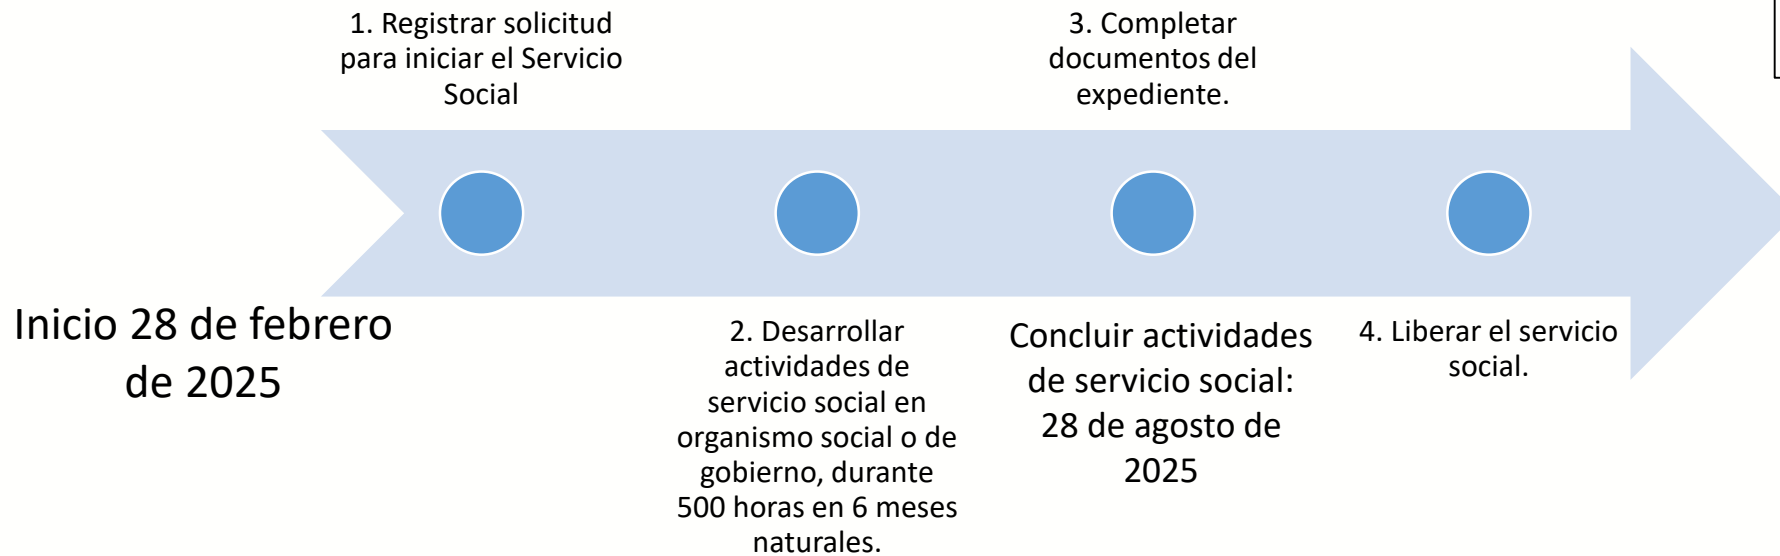 1. Registrar solicitud
para iniciar el Servicio
Social
3. Completar
documentos del
expediente.
Inicio 28 de febrero
de 2025
2. Desarrollar
actividades de
servicio social en
organismo social o de
gobierno, durante
500 horas en 6 meses
naturales.
Concluir actividades
de servicio social:
28 de agosto de
2025
4. Liberar el servicio
social.